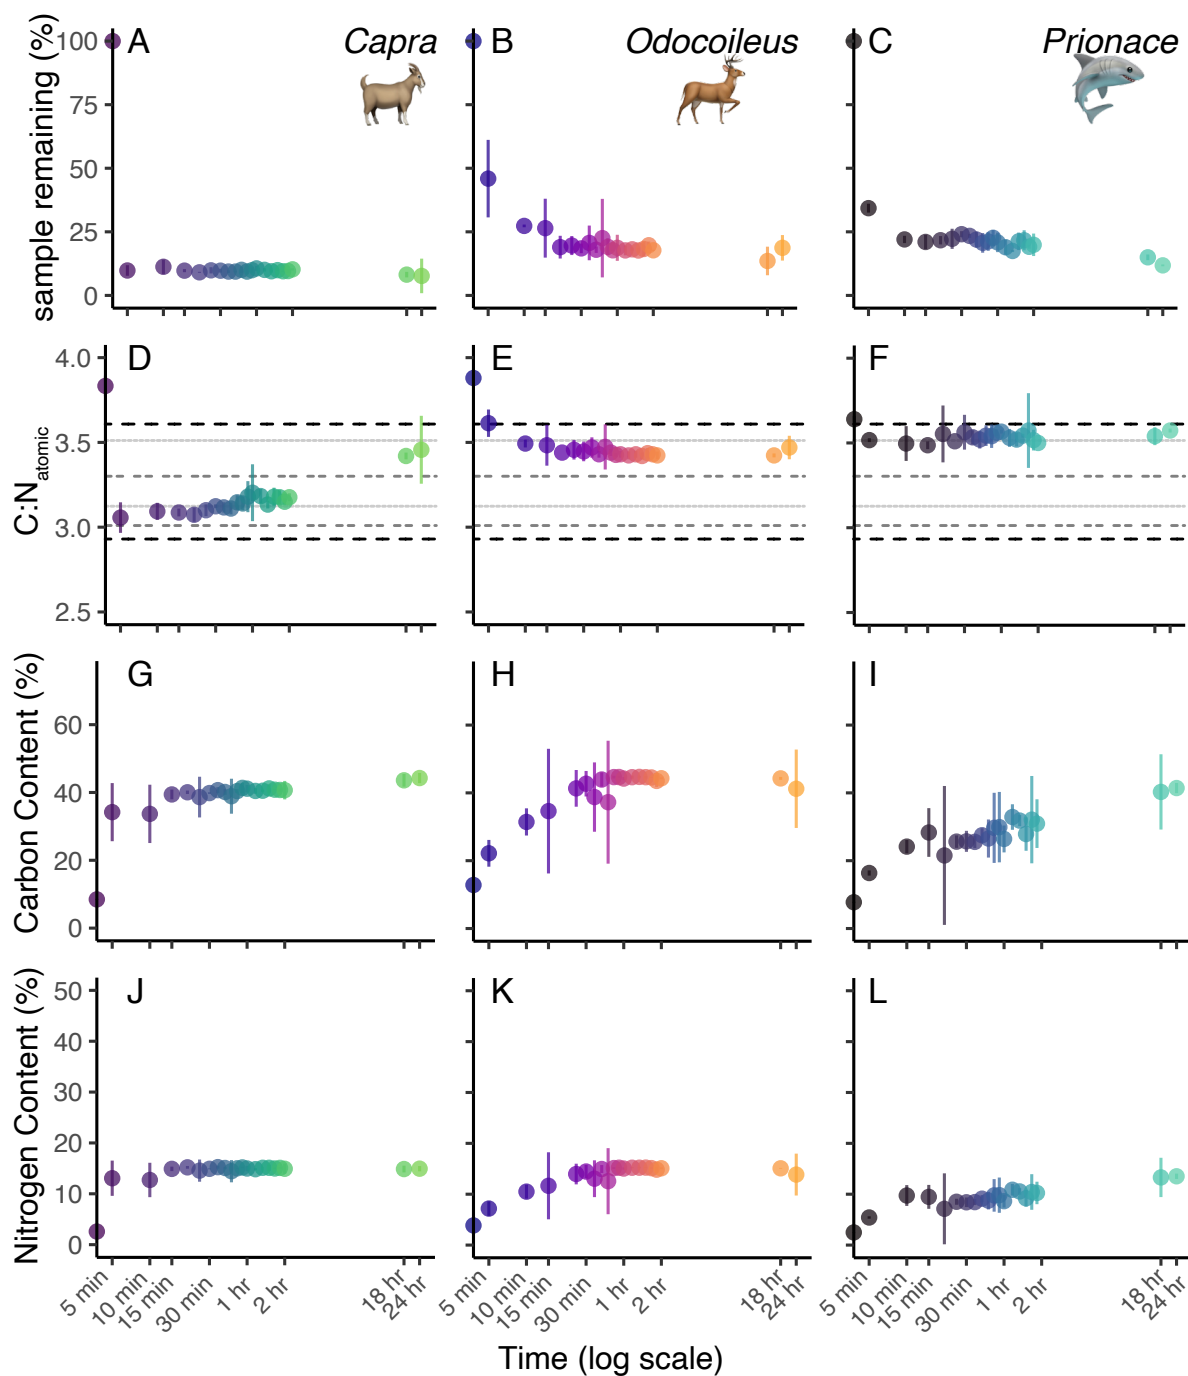 sample remaining (%)
100
75
50
25
0
A
Capra
B
Odocoileus
C
Prionace
C:Natomic
4.0
3.5
3.0
2.5
D
E
F
Carbon Content (%)
60
40
20
0
G
H
I
Nitrogen Content (%)
50
40
30
20
10
0
J
K
L
5 min
10 min
15 min
30 min
1 hr
2 hr
18 hr
24 hr
5 min
10 min
15 min
30 min
1 hr
2 hr
18 hr
24 hr
5 min
10 min
15 min
30 min
1 hr
2 hr
18 hr
24 hr
Time (log scale)